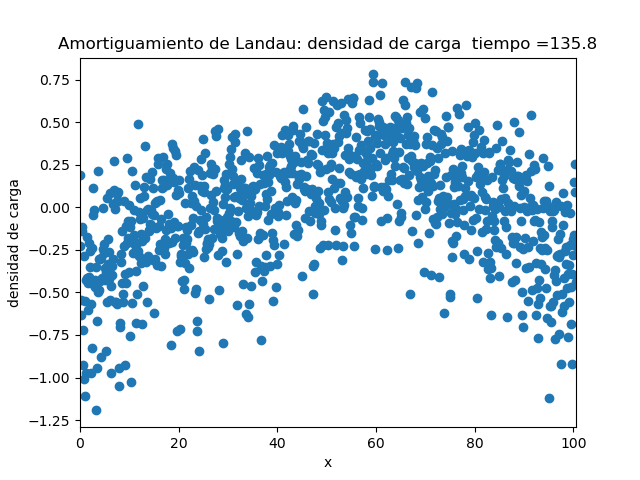 Amortiguamiento de Landau: densidad de carga  tiempo =135.8
0.75
0.50
0.25
0.00
−0.25
−0.50
−0.75
−1.00
−1.25
densidad de carga
0 20 40 60 80 100
x